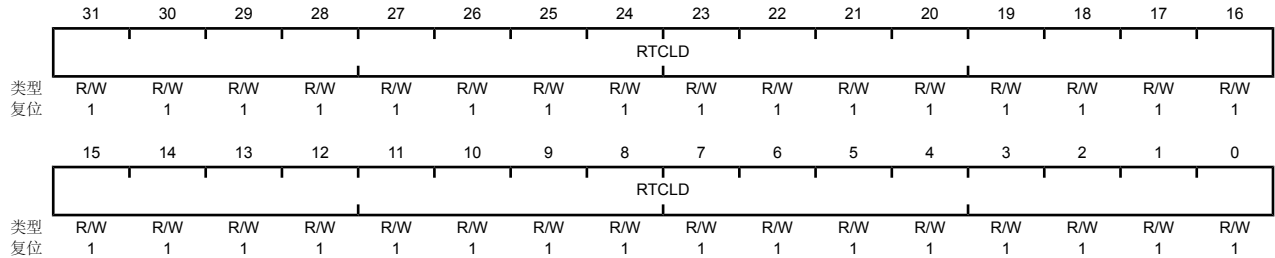 31 30 29 28 27 26 25 24 23 22 21 20 19 18 17 16
RTCLD
类型 R/W R/W R/W R/W R/W R/W R/W R/W R/W R/W R/W R/W R/W R/W R/W R/W
复位 1 1 1 1 1 1 1 1 1 1 1 1 1 1 1 1
15 14 13 12 11 10 9 8 7 6 5 4 3 2 1 0
RTCLD
类型 R/W R/W R/W R/W R/W R/W R/W R/W R/W R/W R/W R/W R/W R/W R/W R/W
复位 1 1 1 1 1 1 1 1 1 1 1 1 1 1 1 1